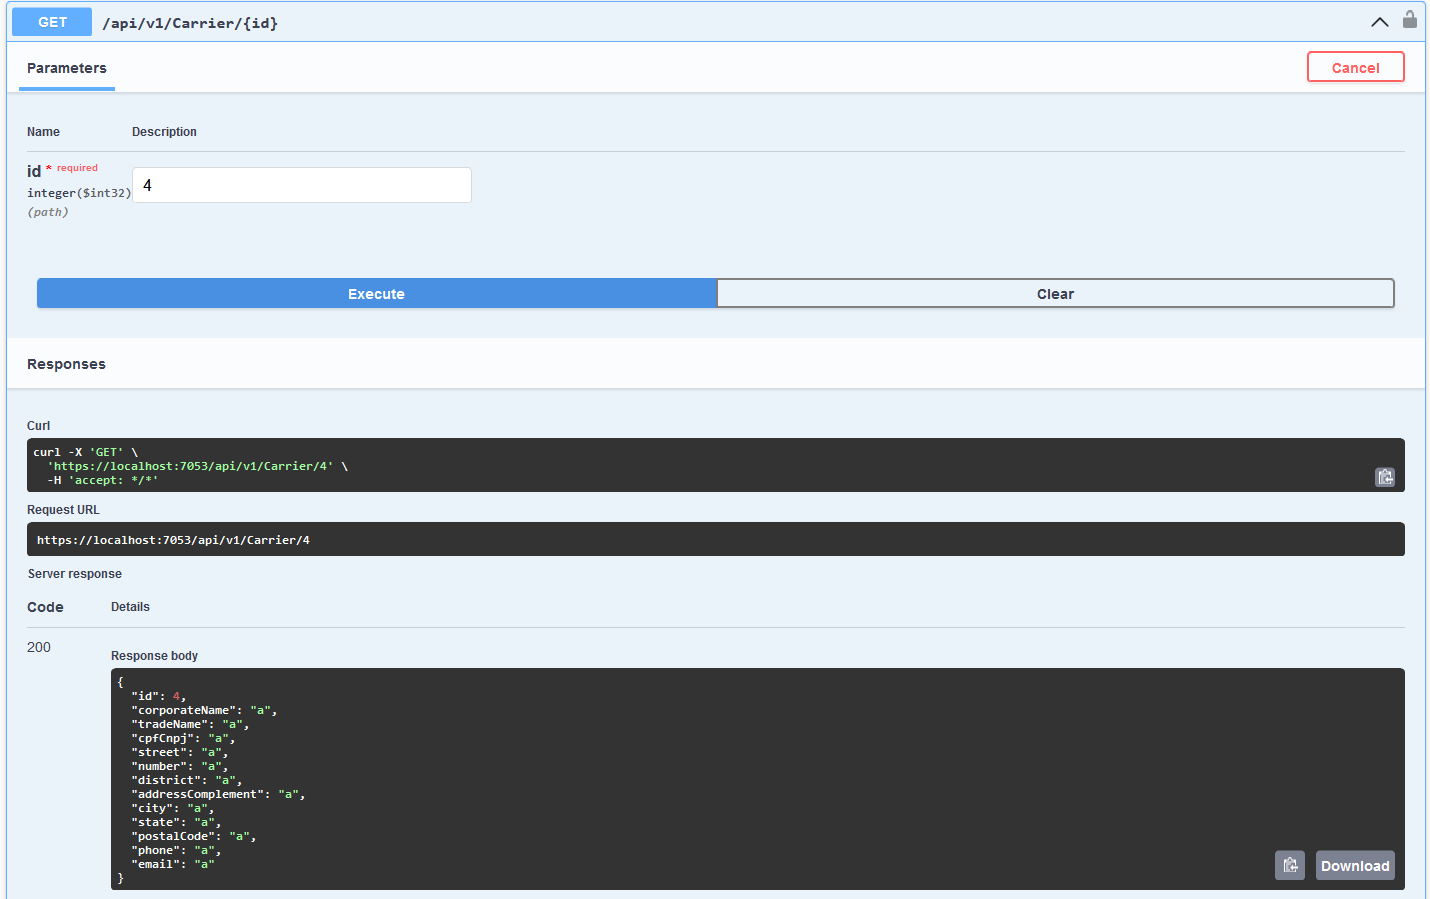 GET /api/v1/Carrier/{id}
Parameters
Cancel
Name Description
id * required
integer($int32)
(path)
4
Execute Clear
Responses
Curl
curl -X 'GET' \
  'https://localhost:7053/api/v1/Carrier/4' \
  -H 'accept: */*'
Request URL
https://localhost:7053/api/v1/Carrier/4
Server response
Code Details
200
Response body
{
  "id": 4,
  "corporateName": "a",
  "tradeName": "a",
  "cpfCnpj": "a",
  "street": "a",
  "number": "a",
  "district": "a",
  "addressComplement": "a",
  "city": "a",
  "state": "a",
  "postalCode": "a",
  "phone": "a",
  "email": "a"
}
Download